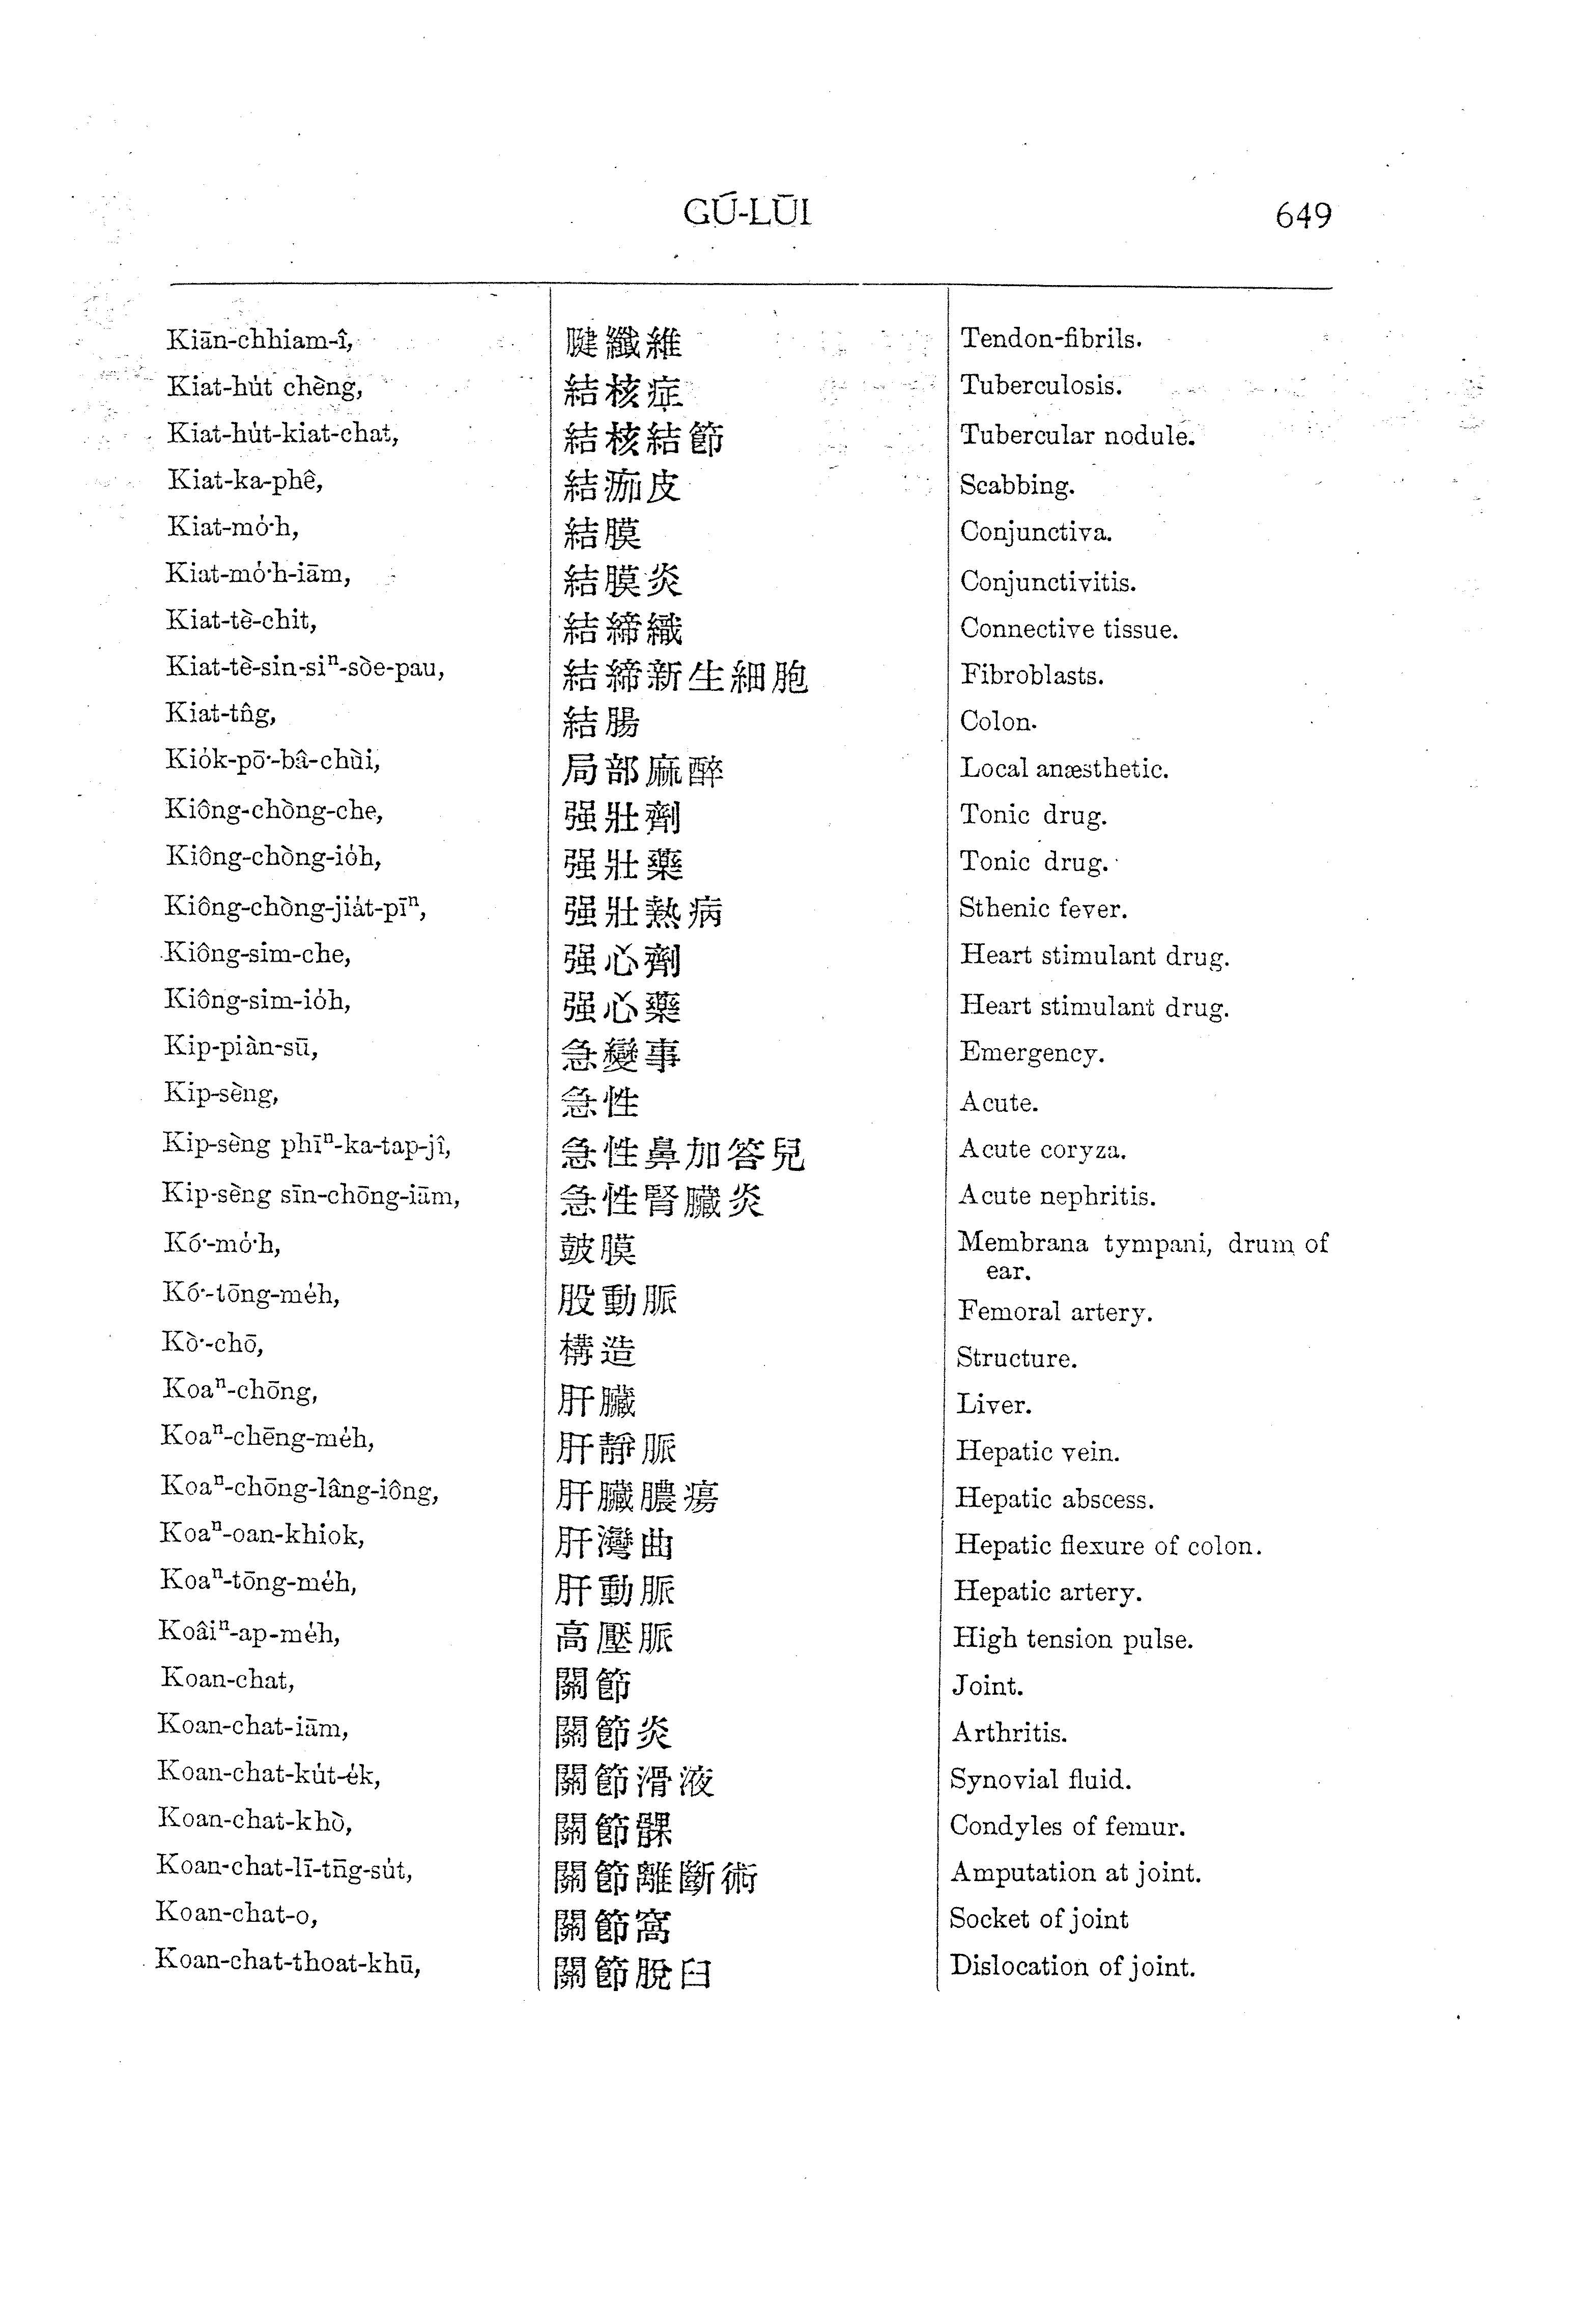 GÚ-LŪI 649
Kiān-chhiam-î, 腱纖維 Tendon-fibrils.
Kiat-hu̍t chèng, 結核症 Tuberculosis.
Kiat-hu̍t-kiat-chat, 結核結節 Tubercular nodule.
Kiat-ka-phê, 結痂皮 Scabbing.
Kiat-mo̍͘h, 結膜 Conjunctiva.
Kiat-mo̍͘h-iām, 結膜炎 Conjunctivitis.
Kiat-tè-chit, 結締織 Connective tissue.
Kiat-tè-sin-siⁿ-sòe-pau, 結締新生細胞 Fibroblasts.
Kiat-tn̂g, 結腸 Colon.
Kio̍k-pō͘-bâ-chùi, 局部麻醉 Local anæsthetic.
Kiông-chòng-che, 强壯劑 Tonic drug.
Kiông-chòng-io̍h, 强壯藥 Tonic drug.
Kiông-chòng-jia̍t-pīⁿ, 强壯熱病 Sthenic fever.
Kiông-sim-che, 强心劑 Heart stimulant drug.
Kiông-sim-io̍h, 强心藥 Heart stimulant drug.
Kip-piàn-sū, 急變事 Emergency.
Kip-sèng, 急性 Acute.
Kip-sèng phīⁿ-ka-tap-jî, 急性鼻加答兒 Acute coryza.
Kip-sèng sīn-chōng-iām, 急性腎臟炎 Acute nephritis.
Kó͘-mo̍͘h, 鼓膜 Membrana tympani, drum of
ear.
Kó͘-tōng-me̍h, 股動脈 Femoral artery.
Kò͘-chō, 構造 Structure.
Koaⁿ-chōng, 肝臟 Liver.
Koaⁿ-chēng-me̍h, 肝靜脈 Hepatic vein.
Koaⁿ-chōng-lâng-iông, 肝臟膿瘍 Hepatic abscess.
Koaⁿ-oan-khiok, 肝灣曲 Hepatic flexure of colon.
Koaⁿ-tōng-me̍h, 肝動脈 Hepatic artery.
Koâiⁿ-ap-me̍h, 高壓脈 High tension pulse.
Koan-chat, 關節 Joint.
Koan-chat-iām, 關節炎 Arthritis.
Koan-chat-ku̍t-e̍k, 關節滑液 Synovial fluid.
Koan-chat-khò, 關節髁 Condyles of femur.
Koan-chat-lī-tn̄g-su̍t, 關節離斷術 Amputation at joint.
Koan-chat-o, 關節窩 Socket of joint
Koan-chat-thoat-khū, 關節脫臼 Dislocation of joint.